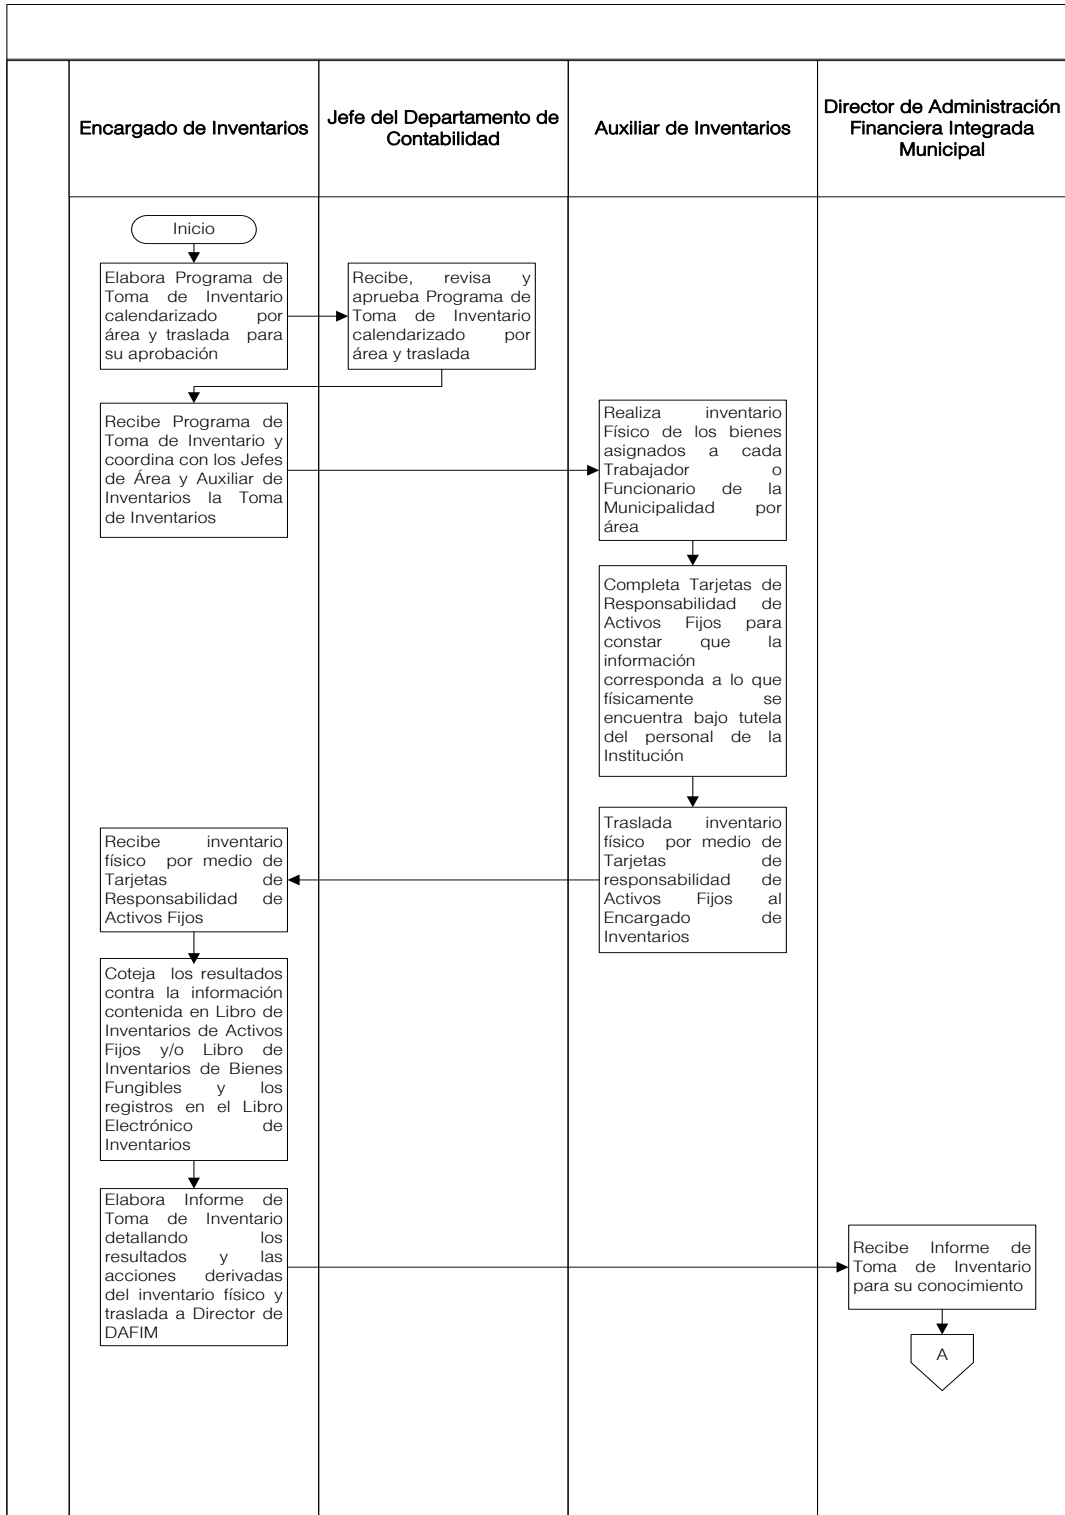 Encargado de Inventarios
Jefe del Departamento de
Contabilidad
Auxiliar de Inventarios
Director de Administración
Financiera Integrada
Municipal
Inicio
Elabora Programa de
Toma de Inventario
calendarizado por
área y traslada para
su aprobación
Recibe, revisa y
aprueba Programa de
Toma de Inventario
calendarizado por
área y traslada
Recibe Programa de
Toma de Inventario y
coordina con los Jefes
de Área y Auxiliar de
Inventarios la Toma
de Inventarios
Realiza inventario
Físico de los bienes
asignados a cada
Trabajador o
Funcionario de la
Municipalidad por
área
Completa Tarjetas de
Responsabilidad de
Activos Fijos para
constar que la
información
corresponda a lo que
físicamente se
encuentra bajo tutela
del personal de la
Institución
Traslada inventario
físico por medio de
Tarjetas de
responsabilidad de
Activos Fijos al
Encargado de
Inventarios
Recibe inventario
físico por medio de
Tarjetas de
Responsabilidad de
Activos Fijos
Coteja los resultados
contra la información
contenida en Libro de
Inventarios de Activos
Fijos y/o Libro de
Inventarios de Bienes
Fungibles y los
registros en el Libro
Electrónico de
Inventarios
Elabora Informe de
Toma de Inventario
detallando los
resultados y las
acciones derivadas
del inventario físico y
traslada a Director de
DAFIM
Recibe Informe de
Toma de Inventario
para su conocimiento
A